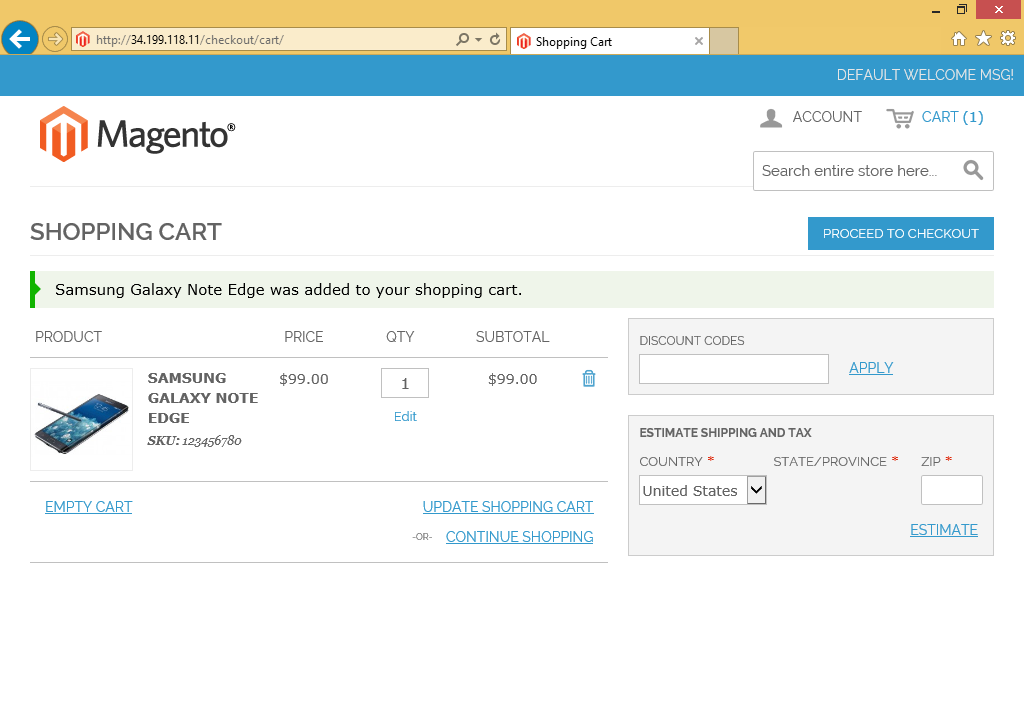 http://34.199.118.11/checkout/cart/
Shopping Cart
DEFAULT WELCOME MSG!
Magento®
ACCOUNT
CART (1)
Search entire store here...
SHOPPING CART
PROCEED TO CHECKOUT
Samsung Galaxy Note Edge was added to your shopping cart.
PRODUCT PRICE QTY SUBTOTAL
SAMSUNG GALAXY NOTE EDGE
SKU: 123456780
$99.00
1
Edit
$99.00
EMPTY CART
UPDATE SHOPPING CART
-OR- CONTINUE SHOPPING
DISCOUNT CODES
APPLY
ESTIMATE SHIPPING AND TAX
COUNTRY * STATE/PROVINCE * ZIP *
United States
ESTIMATE